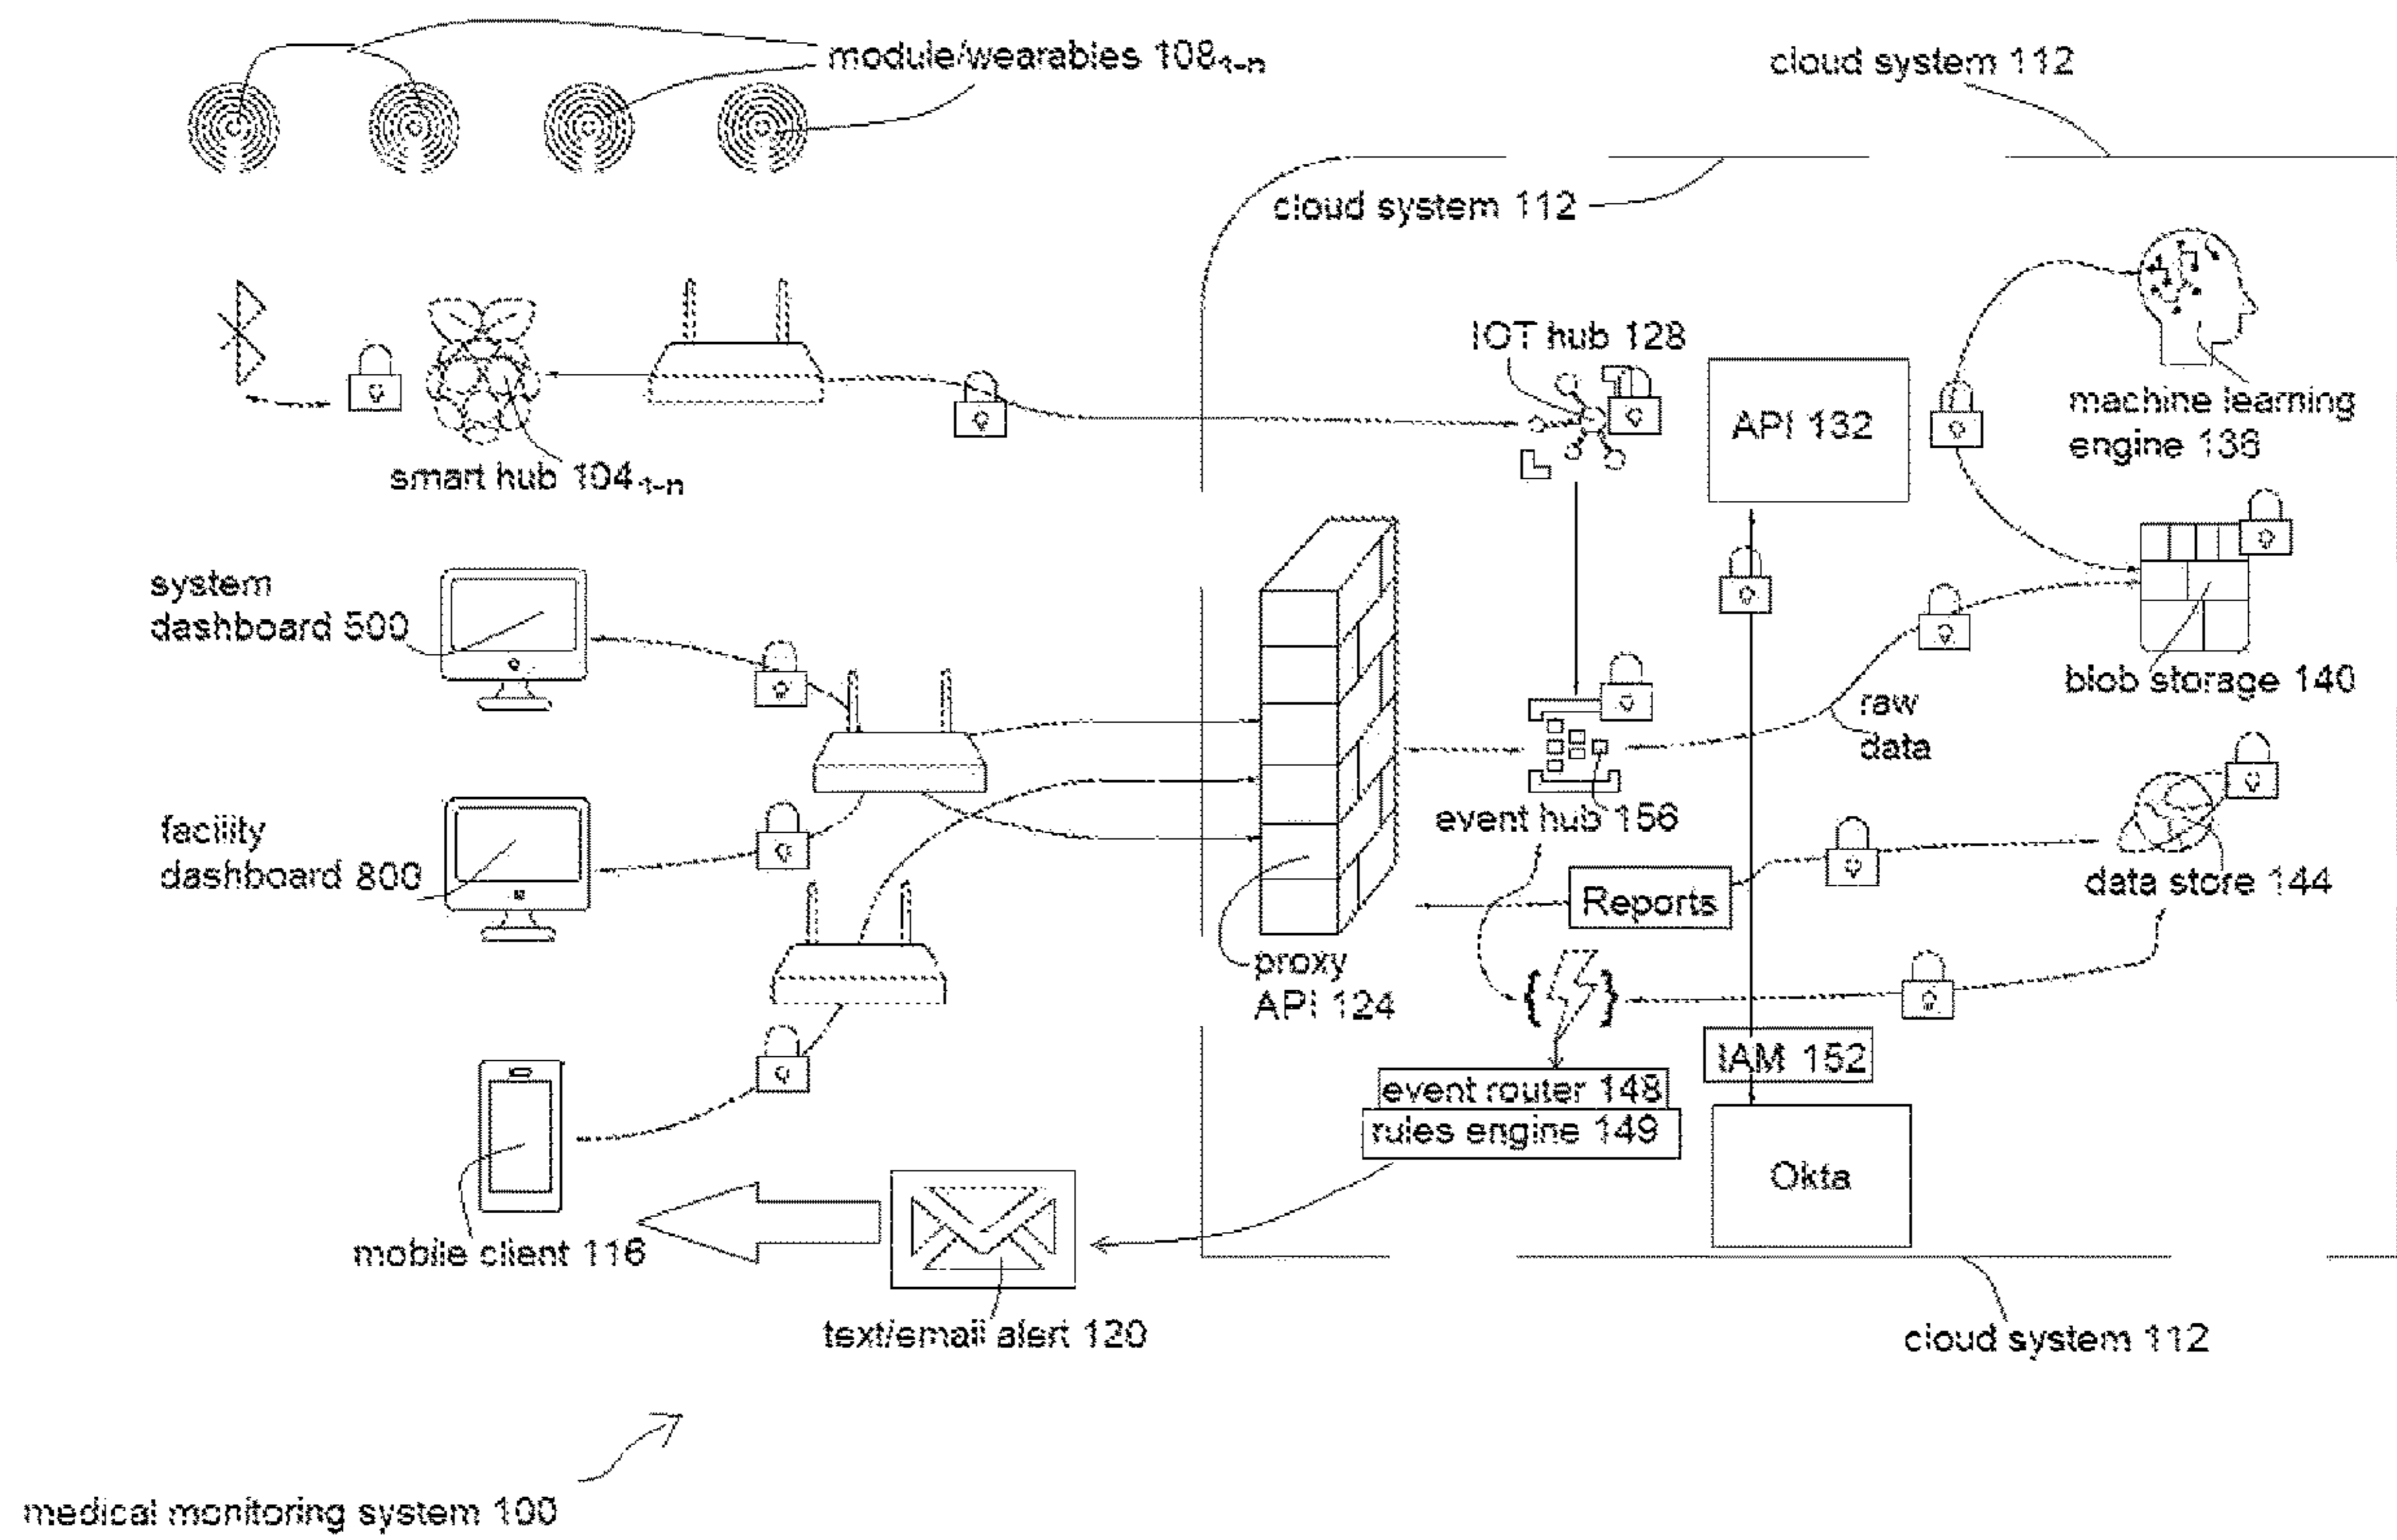 module/wearables 108₁₋ₙ
cloud system 112
cloud system 112
IOT hub 128
API 132
machine learning
engine 136
smart hub 104₁₋ₙ
system
dashboard 500
blob storage 140
raw
data
facility
dashboard 800
event hub 156
Reports
data store 144
proxy
API 124
IAM 152
event router 148
rules engine 149
Okta
mobile client 116
text/email alert 120
cloud system 112
medical monitoring system 100